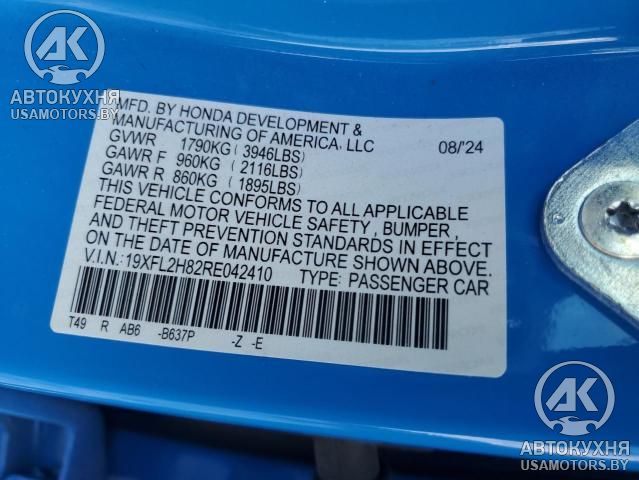 AK
АВТОКУХНЯ
USAMOTORS.BY
MFD. BY HONDA DEVELOPMENT &
MANUFACTURING OF AMERICA, LLC 08/'24
GVWR 1790KG (3946LBS)
GAWR F 960KG (2116LBS)
GAWR R 860KG (1895LBS)
THIS VEHICLE CONFORMS TO ALL APPLICABLE
FEDERAL MOTOR VEHICLE SAFETY, BUMPER,
AND THEFT PREVENTION STANDARDS IN EFFECT
ON THE DATE OF MANUFACTURE SHOWN ABOVE.
V.I.N.:19XFL2H82RE042410 TYPE: PASSENGER CAR
T49 R AB6 -B637P -Z -E
AK
АВТОКУХНЯ
USAMOTORS.BY